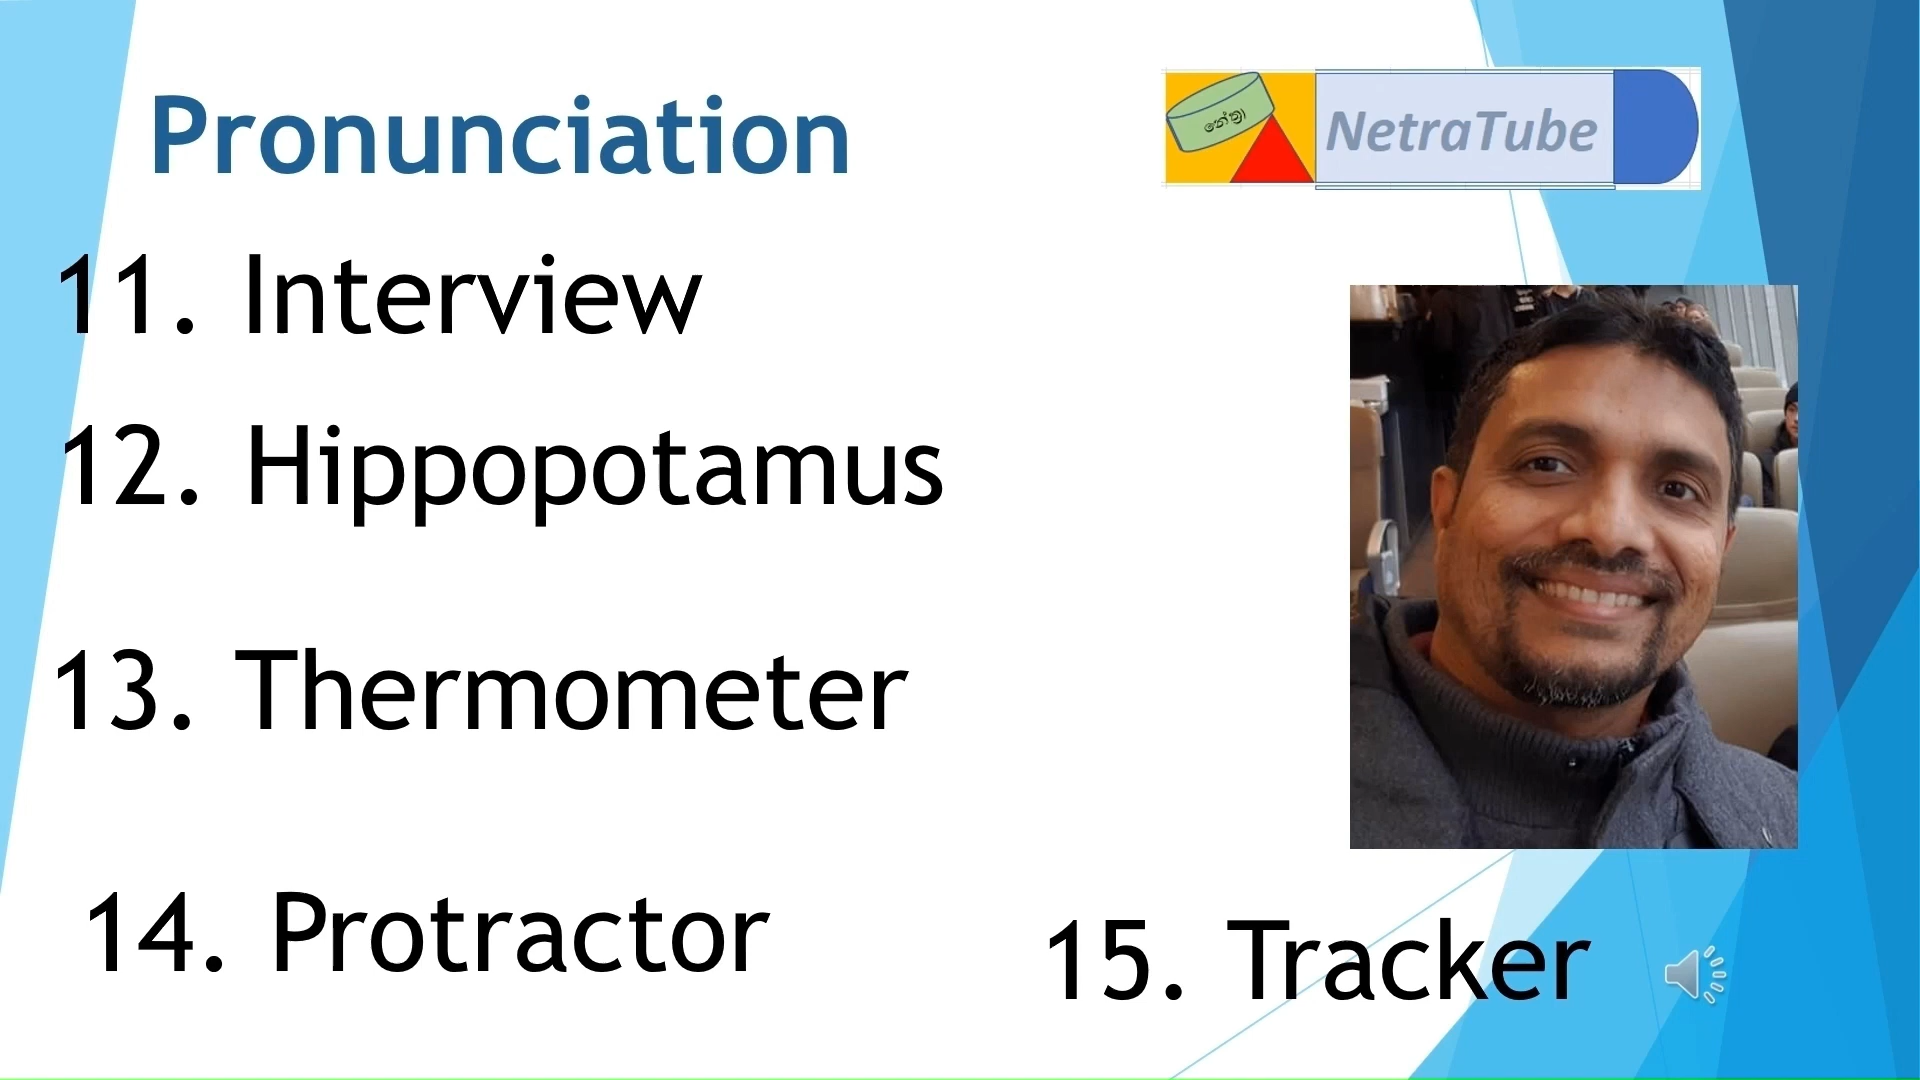 Pronunciation
නේත්‍රා
NetraTube
11. Interview
12. Hippopotamus
13. Thermometer
14. Protractor
15. Tracker